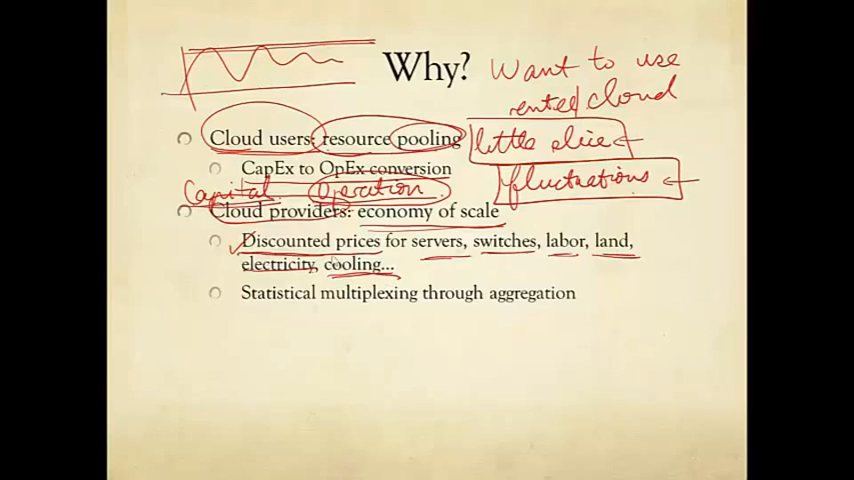 Why?
Want to use
rented cloud
Cloud users: resource pooling
little slice
CapEx to OpEx conversion
fluctuations
Capital Operation
Cloud providers: economy of scale
Discounted prices for servers, switches, labor, land,
electricity, cooling...
Statistical multiplexing through aggregation